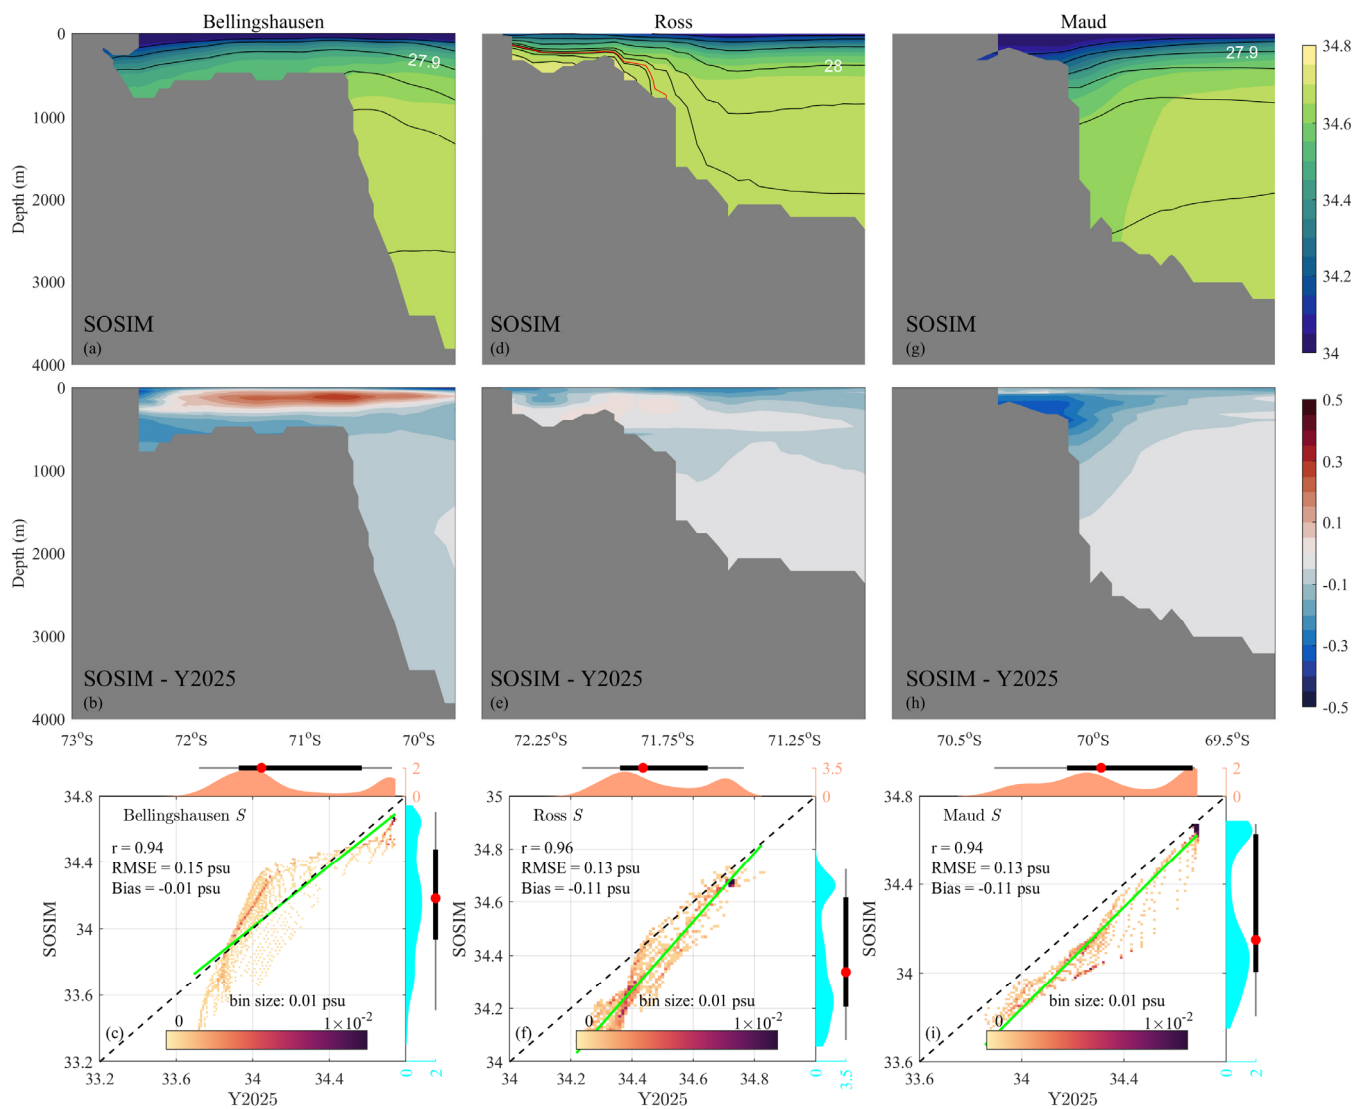 Bellingshausen
Ross
Maud
0
1000
2000
3000
4000
Depth (m)
27.9
SOSIM
(a)
28
SOSIM
(d)
27.9
SOSIM
(g)
34.8
34.6
34.4
34.2
34
0
1000
2000
3000
4000
Depth (m)
SOSIM - Y2025
(b)
SOSIM - Y2025
(e)
SOSIM - Y2025
(h)
0.5
0.3
0.1
-0.1
-0.3
-0.5
73°S 72°S 71°S 70°S
72.25°S 71.75°S 71.25°S
70.5°S 70°S 69.5°S
2
0
34.8
34.4
34
33.6
33.2
SOSIM
Bellingshausen S
r = 0.94
RMSE = 0.15 psu
Bias = -0.01 psu
bin size: 0.01 psu
0 1×10⁻²
(c)
33.2 33.6 34 34.4
0 2
Y2025
3.5
0
35
34.8
34.6
34.4
34.2
34
SOSIM
Ross S
r = 0.96
RMSE = 0.13 psu
Bias = -0.11 psu
bin size: 0.01 psu
0 1×10⁻²
(f)
34 34.2 34.4 34.6 34.8
0 3.5
Y2025
2
0
34.8
34.4
34
33.6
SOSIM
Maud S
r = 0.94
RMSE = 0.13 psu
Bias = -0.11 psu
bin size: 0.01 psu
0 1×10⁻²
(i)
33.6 34 34.4
0 2
Y2025